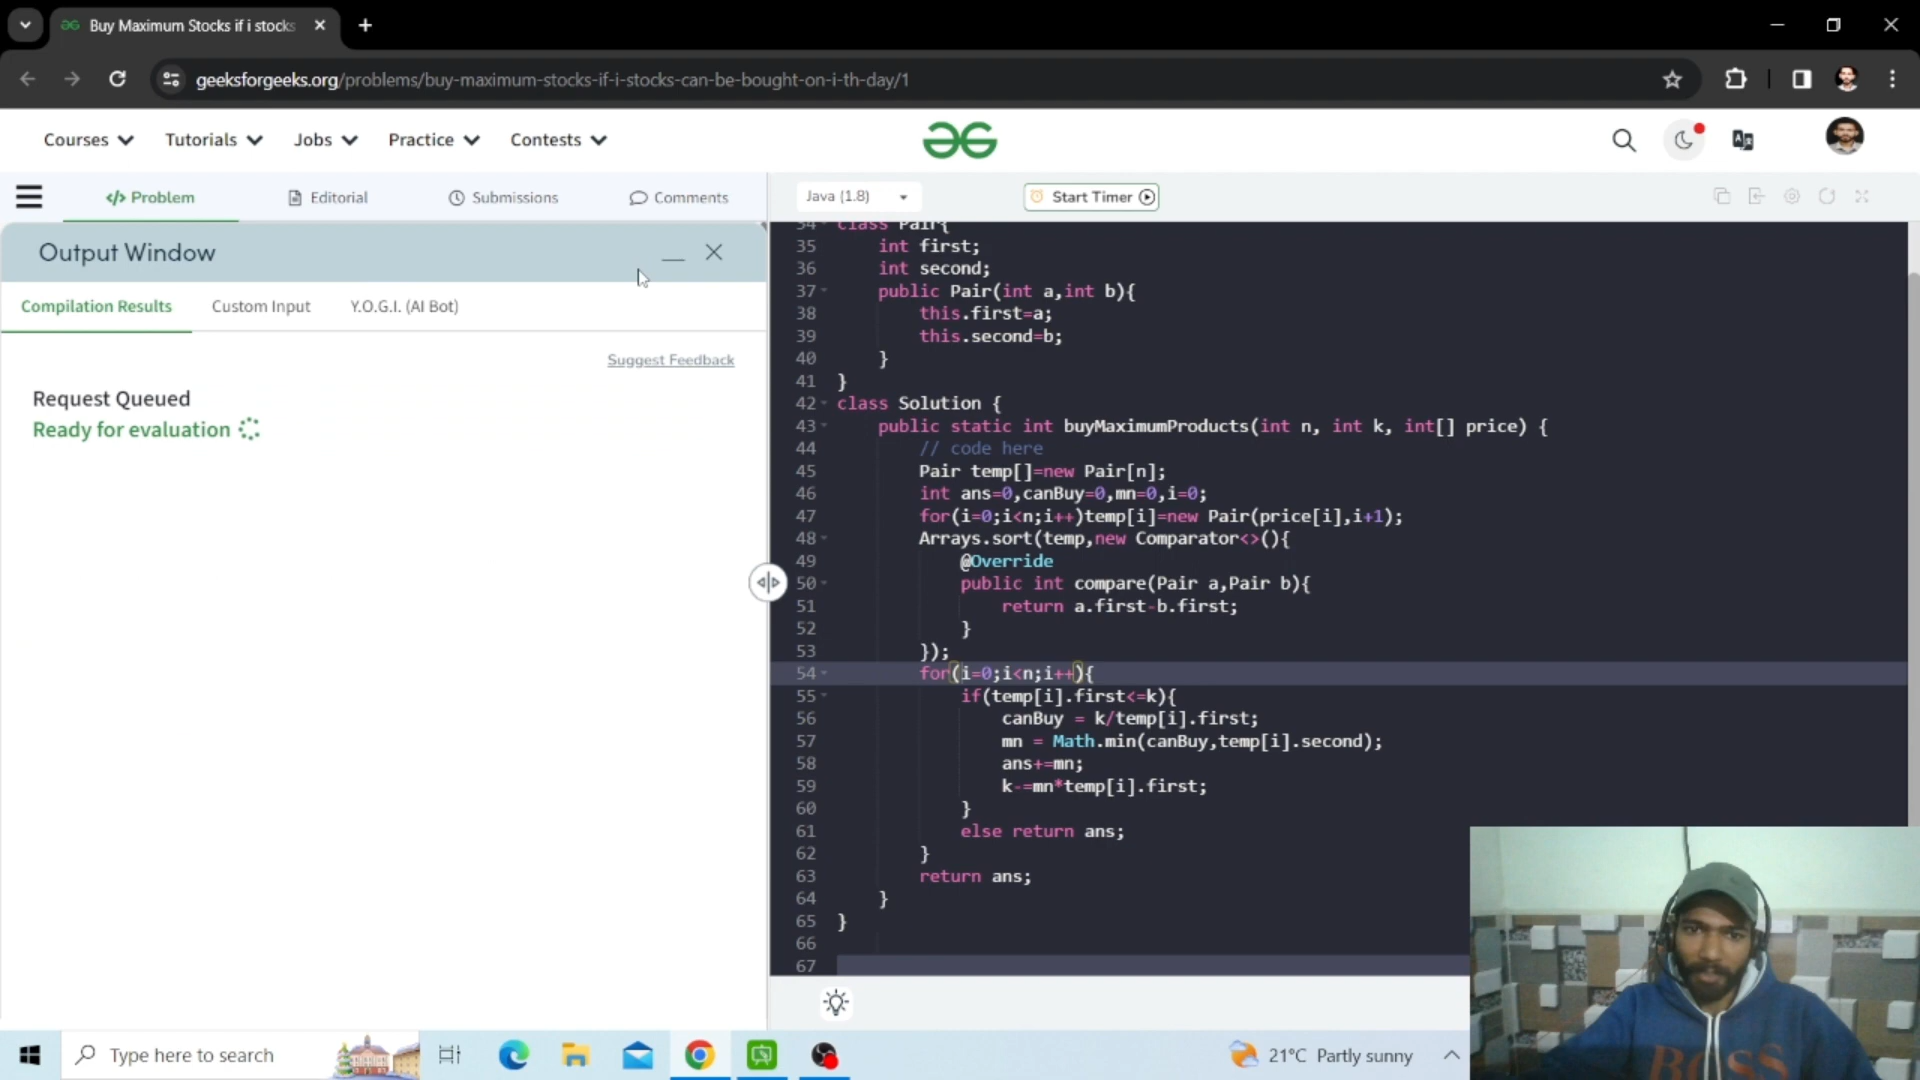 Buy Maximum Stocks if i stocks
geeksforgeeks.org/problems/buy-maximum-stocks-if-i-stocks-can-be-bought-on-i-th-day/1
Courses Tutorials Jobs Practice Contests
</> Problem Editorial Submissions Comments
Output Window
Compilation Results Custom Input Y.O.G.I. (AI Bot)
Suggest Feedback
Request Queued
Ready for evaluation
Java (1.8) Start Timer
34 class Pair{
35 int first;
36 int second;
37 public Pair(int a,int b){
38 this.first=a;
39 this.second=b;
40 }
41 }
42 class Solution {
43 public static int buyMaximumProducts(int n, int k, int[] price) {
44 // code here
45 Pair temp[]=new Pair[n];
46 int ans=0,canBuy=0,mn=0,i=0;
47 for(i=0;i<n;i++)temp[i]=new Pair(price[i],i+1);
48 Arrays.sort(temp,new Comparator<>(){
49 @Override
50 public int compare(Pair a,Pair b){
51 return a.first-b.first;
52 }
53 });
54 for(i=0;i<n;i++){
55 if(temp[i].first<=k){
56 canBuy = k/temp[i].first;
57 mn = Math.min(canBuy,temp[i].second);
58 ans+=mn;
59 k-=mn*temp[i].first;
60 }
61 else return ans;
62 }
63 return ans;
64 }
65 }
66
67
BOSS
Type here to search
21°C Partly sunny